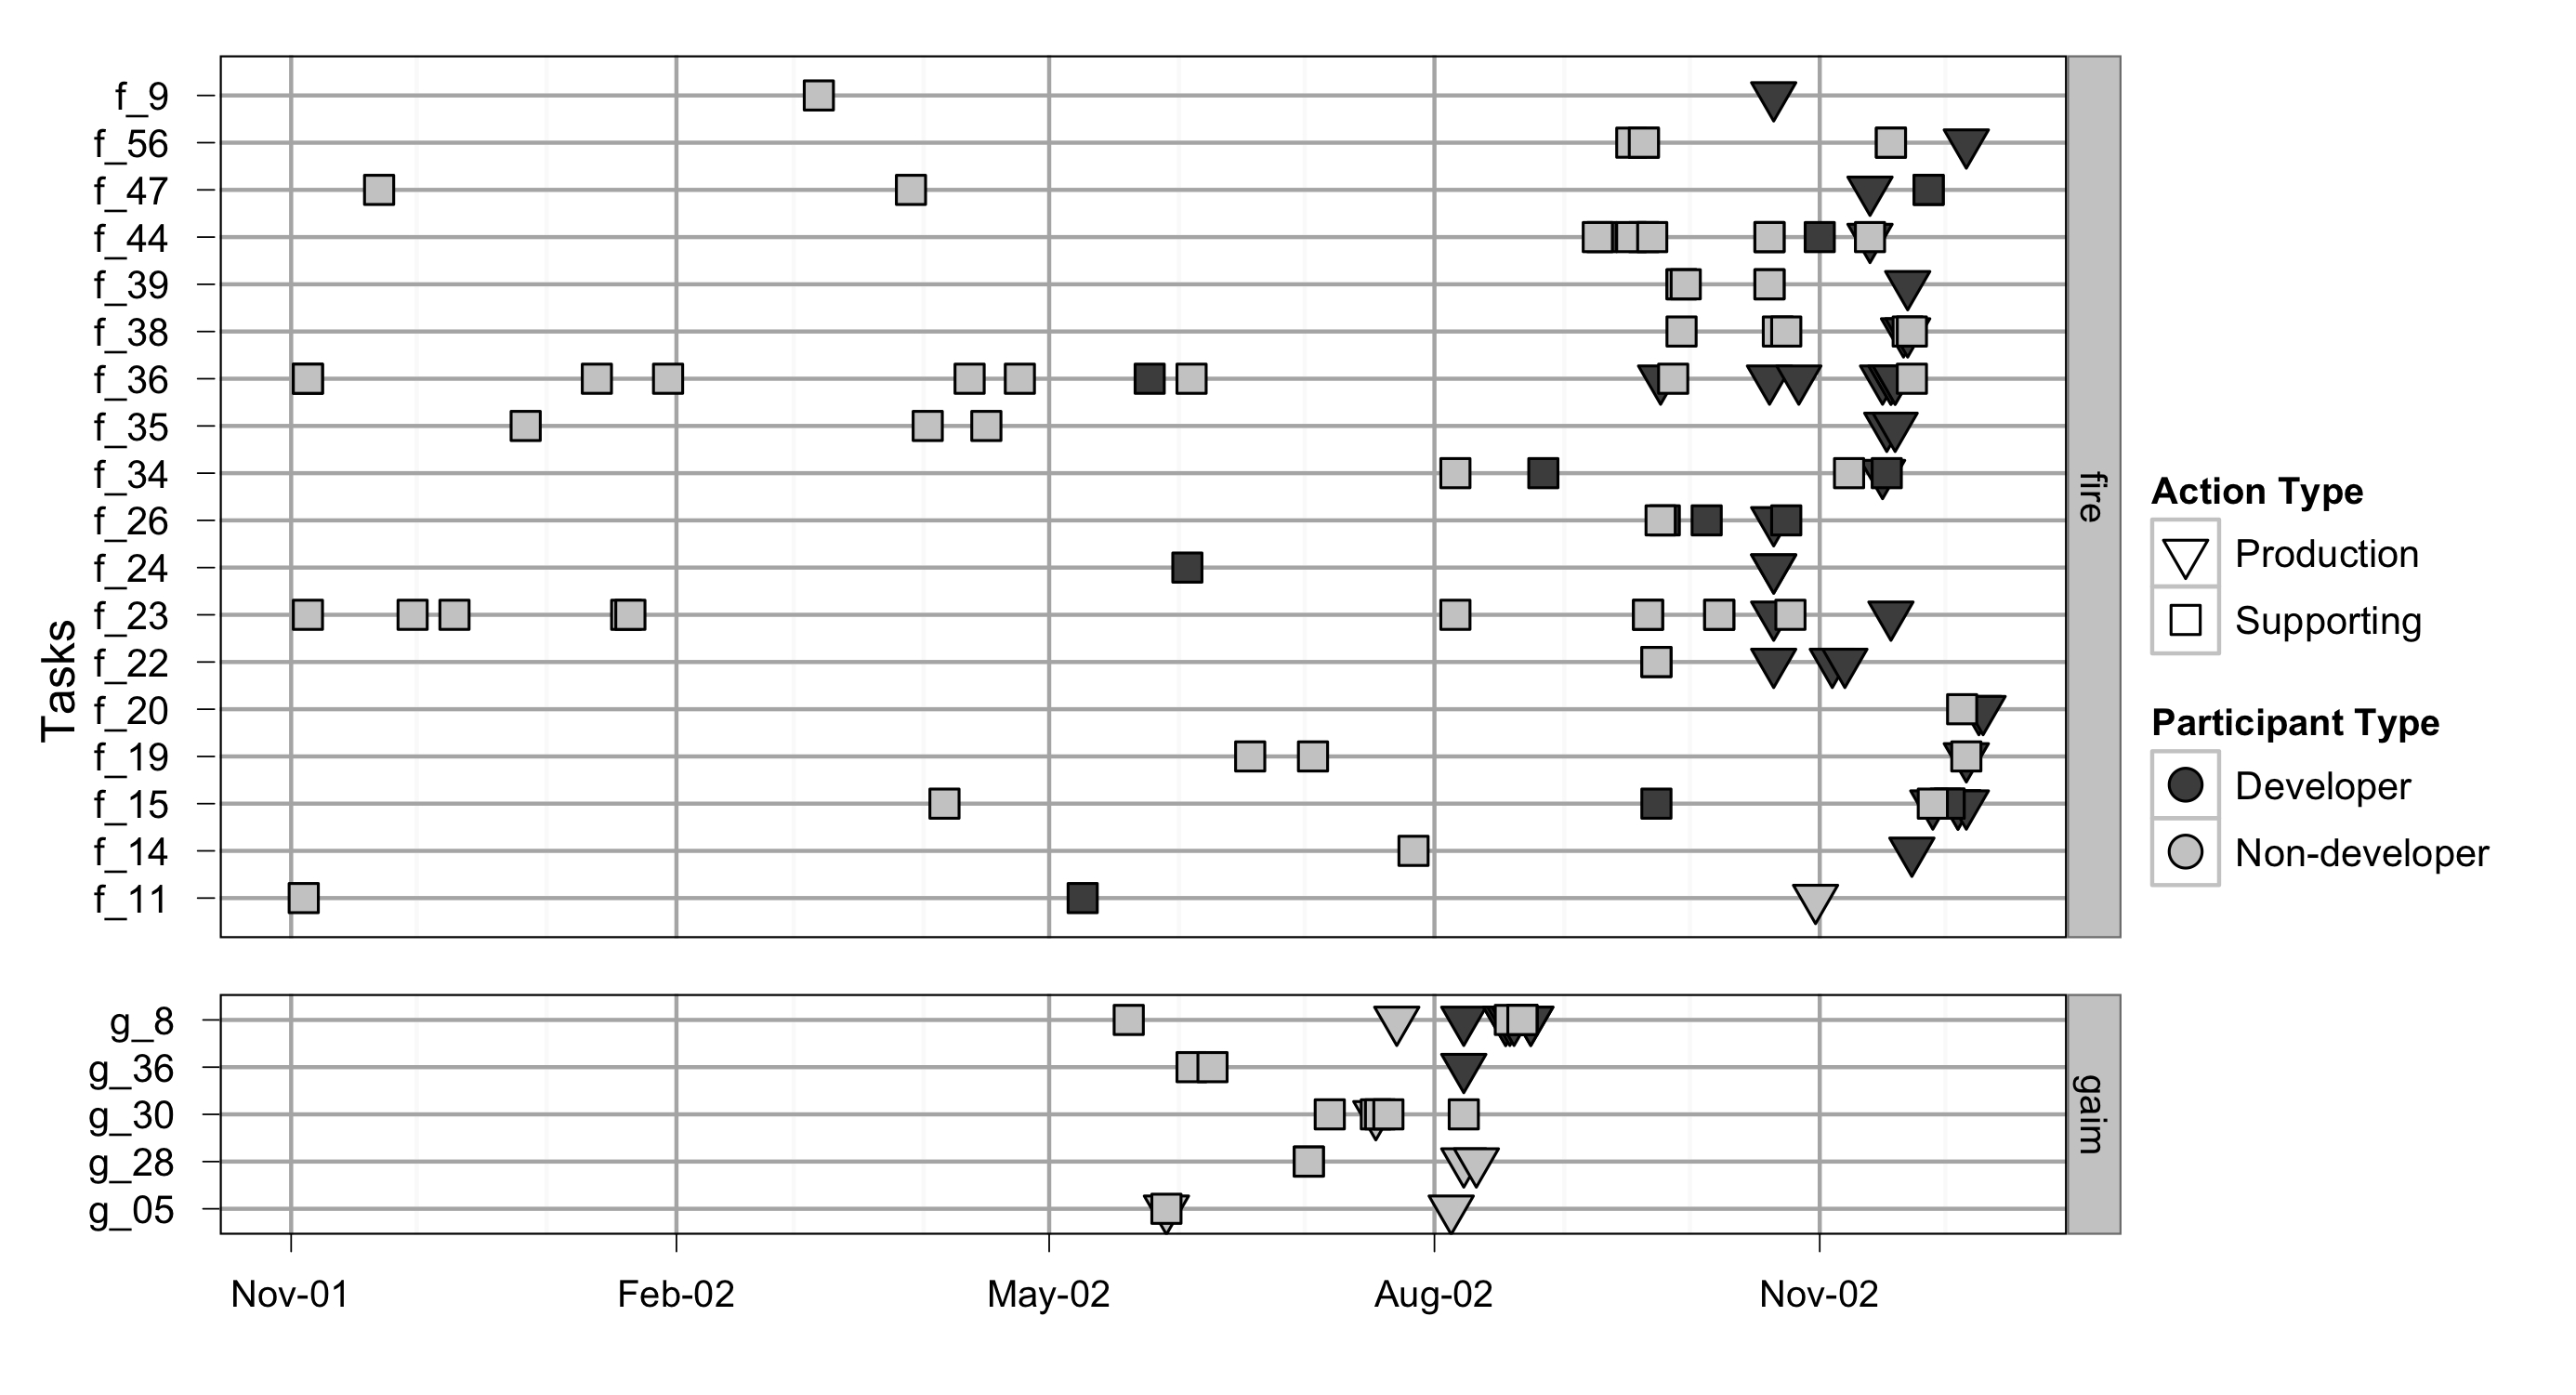 Tasks
f_9
f_56
f_47
f_44
f_39
f_38
f_36
f_35
f_34
f_26
f_24
f_23
f_22
f_20
f_19
f_15
f_14
f_11
fire
g_8
g_36
g_30
g_28
g_05
gaim
Nov-01 Feb-02 May-02 Aug-02 Nov-02
Action Type
Production
Supporting
Participant Type
Developer
Non-developer